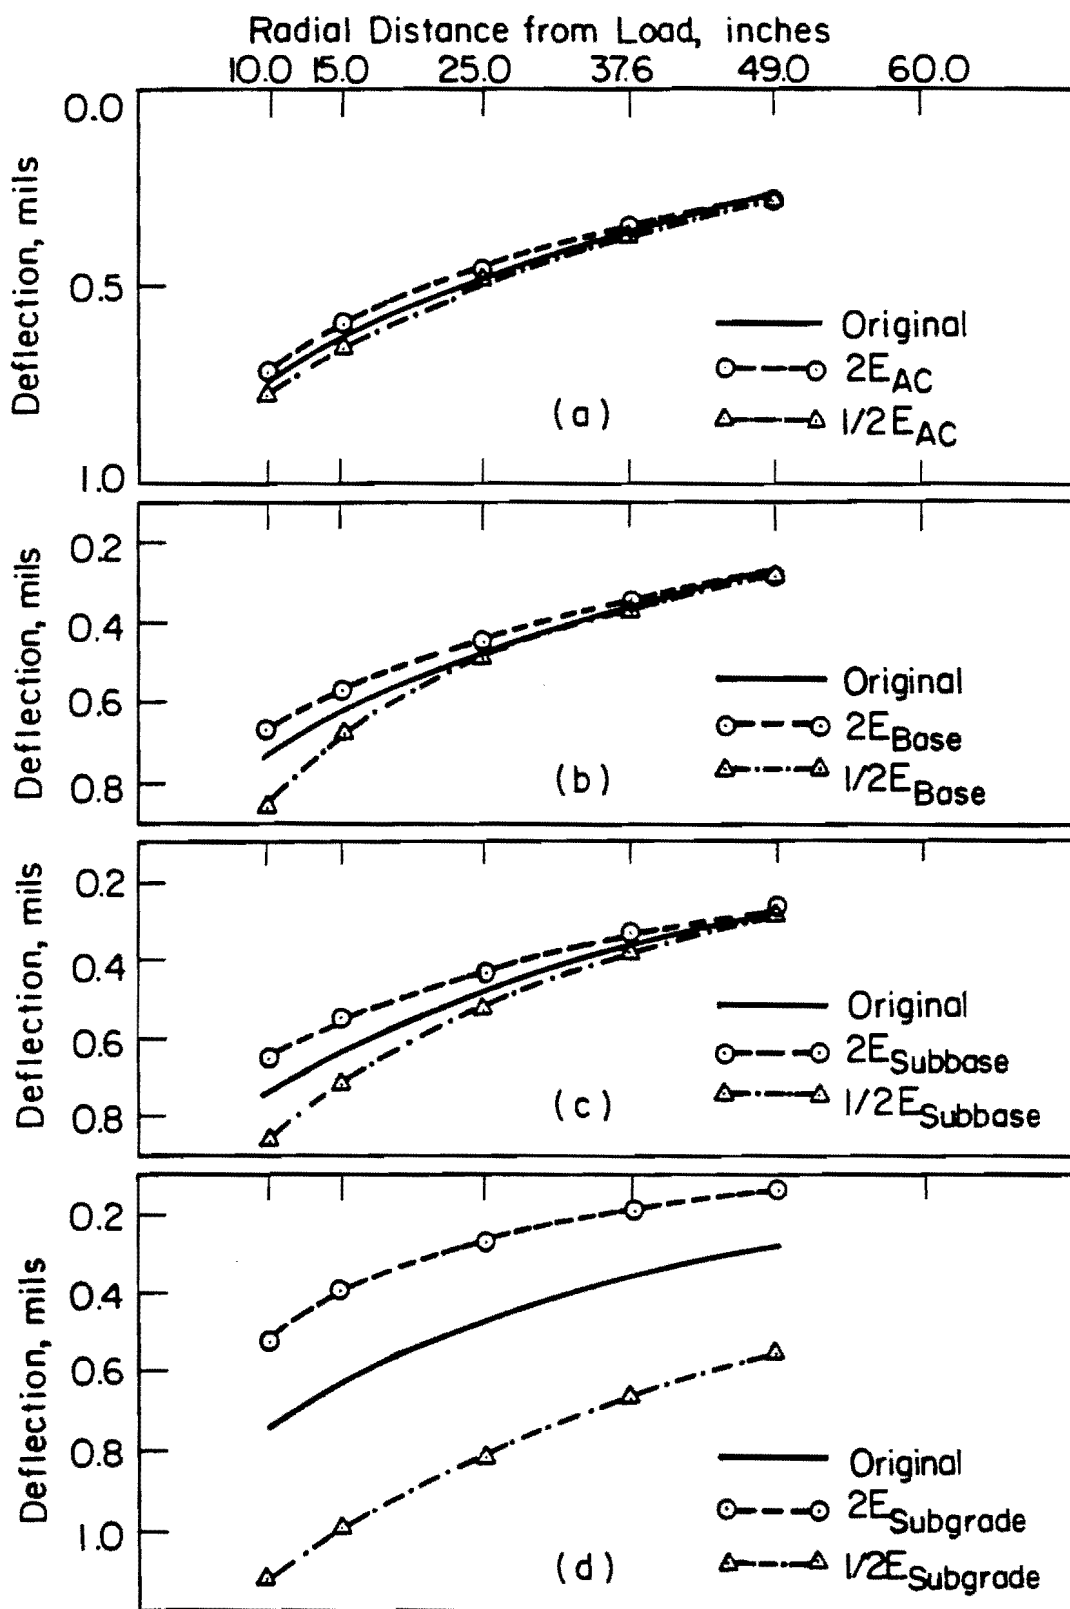 Radial Distance from Load, inches
10.0 15.0 25.0 37.6 49.0 60.0
Deflection, mils
0.0
0.5
1.0
Original
2E_AC
1/2E_AC
(a)
Deflection, mils
0.2
0.4
0.6
0.8
Original
2E_Base
1/2E_Base
(b)
Deflection, mils
0.2
0.4
0.6
0.8
Original
2E_Subbase
1/2E_Subbase
(c)
Deflection, mils
0.2
0.4
0.6
0.8
1.0
Original
2E_Subgrade
1/2E_Subgrade
(d)